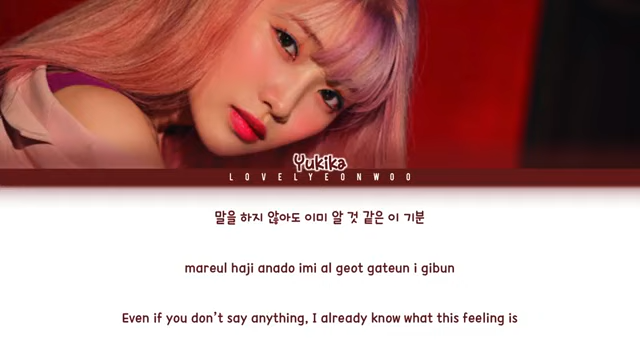 Yukika
LOVELYEONWOO
말을 하지 않아도 이미 알 것 같은 이 기분
mareul haji anado imi al geot gateun i gibun
Even if you don't say anything, I already know what this feeling is